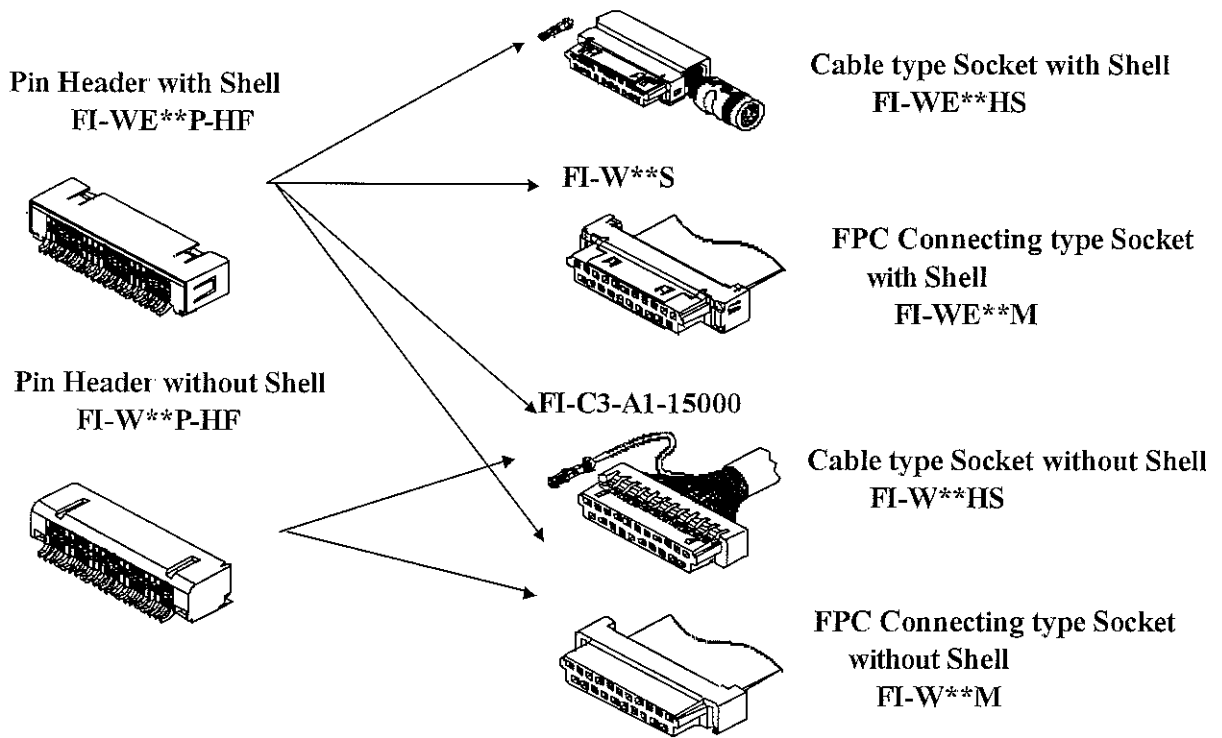 Pin Header with Shell
FI-WE**P-HF
Cable type Socket with Shell
FI-WE**HS
FI-W**S
FPC Connecting type Socket
with Shell
FI-WE**M
Pin Header without Shell
FI-W**P-HF
FI-C3-A1-15000
Cable type Socket without Shell
FI-W**HS
FPC Connecting type Socket
without Shell
FI-W**M